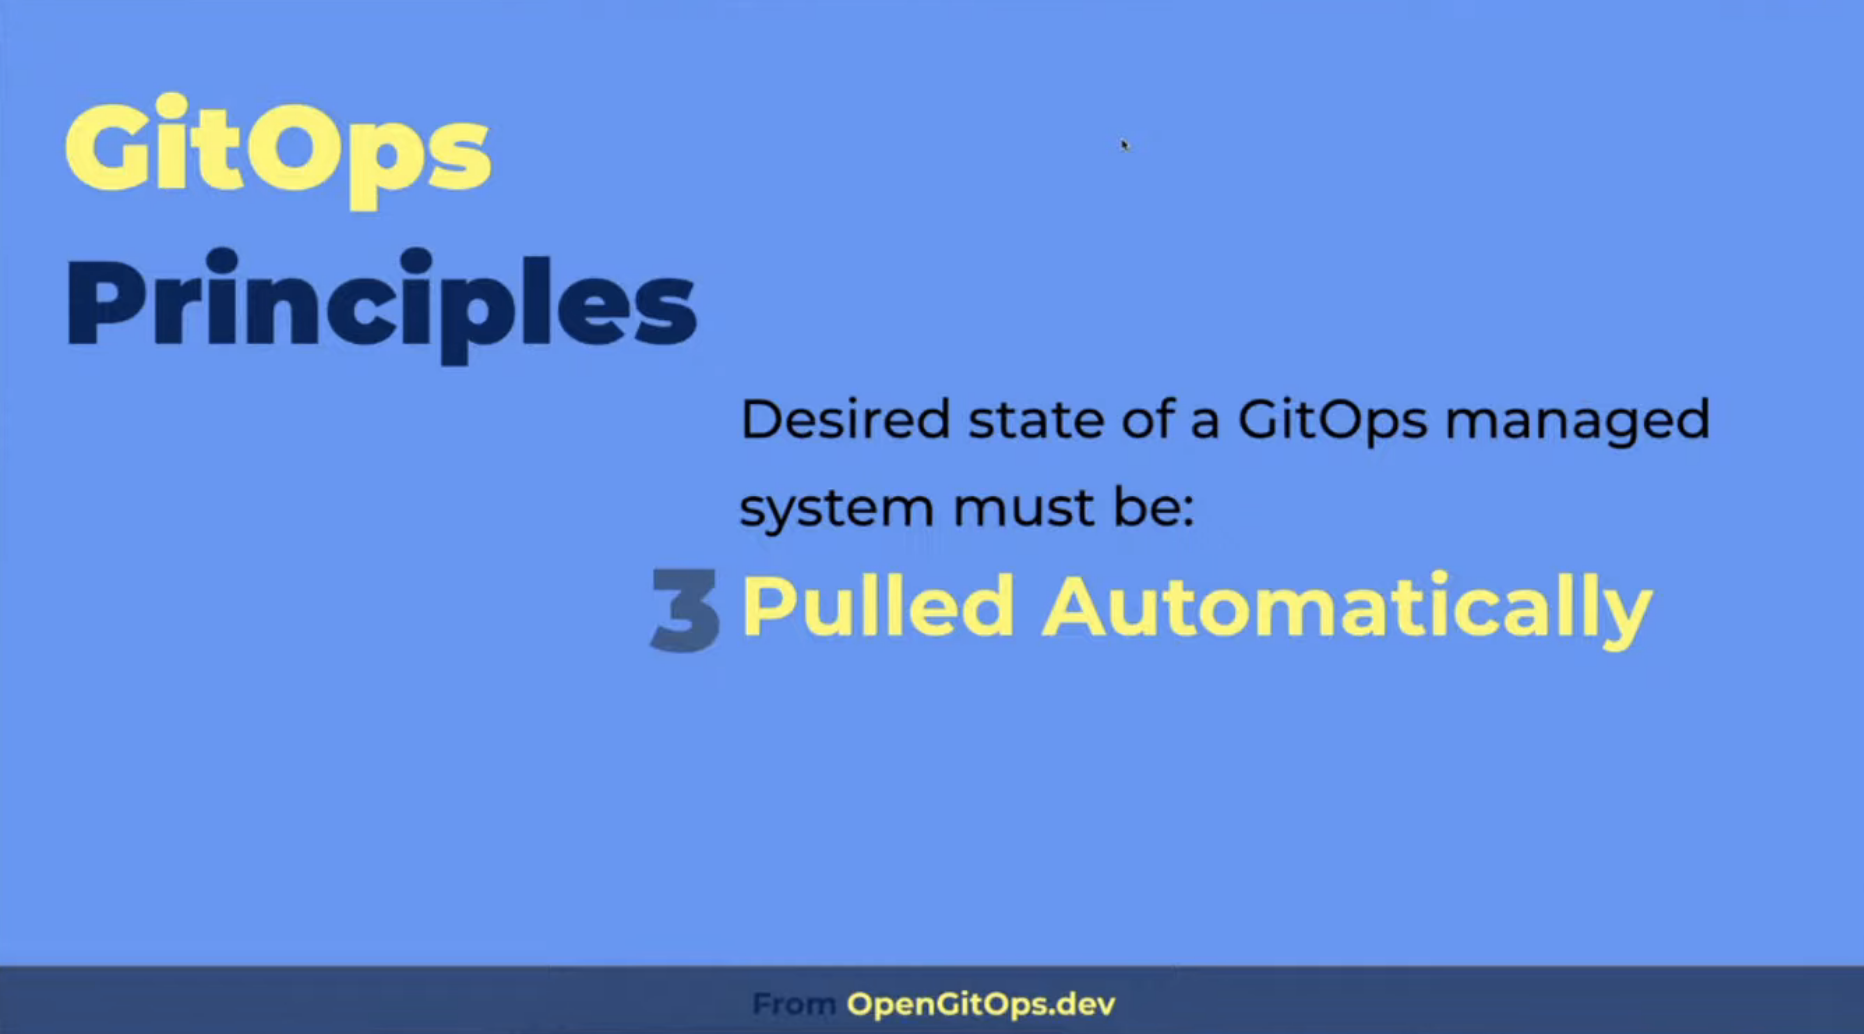 GitOps
Principles
Desired state of a GitOps managed
system must be:
3 Pulled Automatically
From OpenGitOps.dev